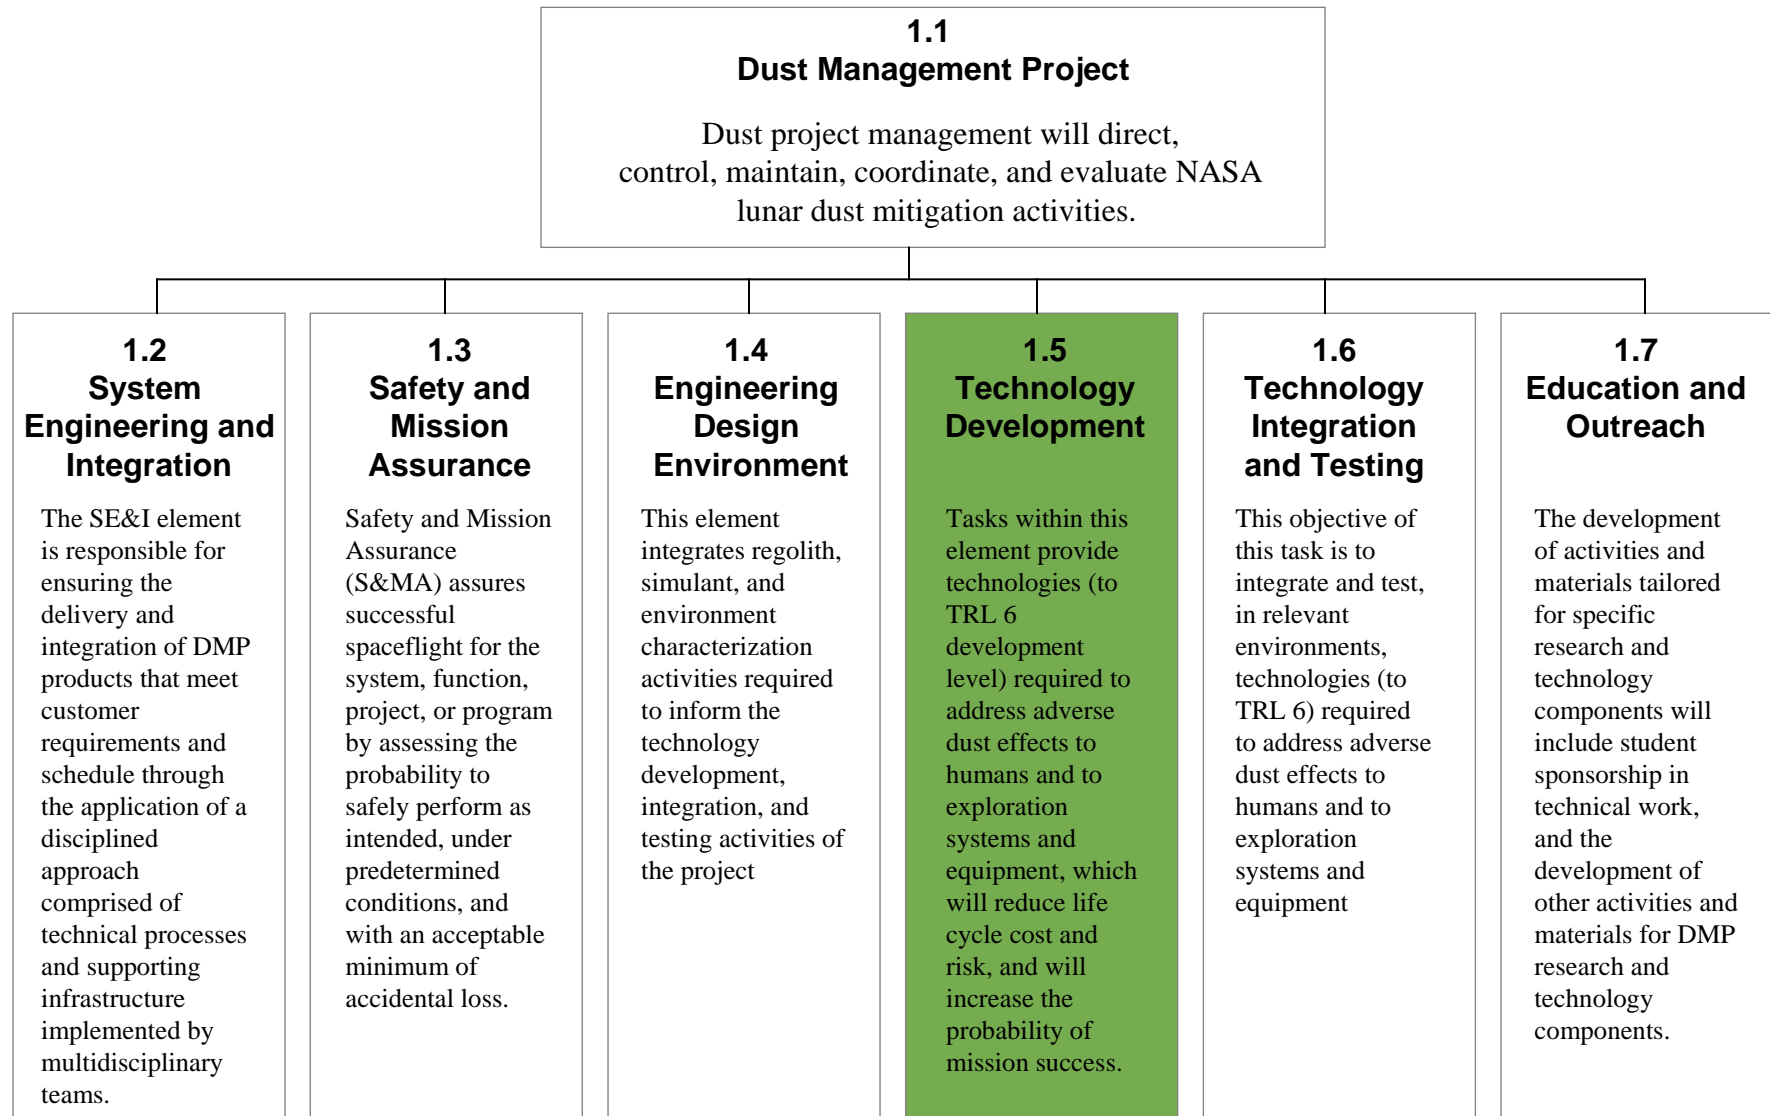 1.1
Dust Management Project
Dust project management will direct,
control, maintain, coordinate, and evaluate NASA
lunar dust mitigation activities.
1.2
System
Engineering and
Integration
The SE&I element
is responsible for
ensuring the
delivery and
integration of DMP
products that meet
customer
requirements and
schedule through
the application of a
disciplined
approach
comprised of
technical processes
and supporting
infrastructure
implemented by
multidisciplinary
teams.
1.3
Safety and
Mission
Assurance
Safety and Mission
Assurance
(S&MA) assures
successful
spaceflight for the
system, function,
project, or program
by assessing the
probability to
safely perform as
intended, under
predetermined
conditions, and
with an acceptable
minimum of
accidental loss.
1.4
Engineering
Design
Environment
This element
integrates regolith,
simulant, and
environment
characterization
activities required
to inform the
technology
development,
integration, and
testing activities of
the project
1.5
Technology
Development
Tasks within this
element provide
technologies (to
TRL 6
development
level) required to
address adverse
dust effects to
humans and to
exploration
systems and
equipment, which
will reduce life
cycle cost and
risk, and will
increase the
probability of
mission success.
1.6
Technology
Integration
and Testing
This objective of
this task is to
integrate and test,
in relevant
environments,
technologies (to
TRL 6) required
to address adverse
dust effects to
humans and to
exploration
systems and
equipment
1.7
Education and
Outreach
The development
of activities and
materials tailored
for specific
research and
technology
components will
include student
sponsorship in
technical work,
and the
development of
other activities and
materials for DMP
research and
technology
components.